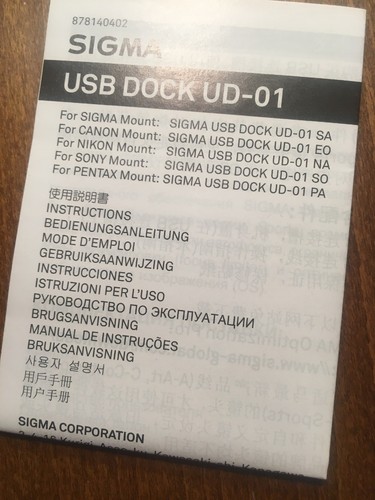 878140402
SIGMA
USB DOCK UD-01
For SIGMA Mount: SIGMA USB DOCK UD-01 SA
For CANON Mount: SIGMA USB DOCK UD-01 EO
For NIKON Mount: SIGMA USB DOCK UD-01 NA
For SONY Mount: SIGMA USB DOCK UD-01 SO
For PENTAX Mount: SIGMA USB DOCK UD-01 PA
使用説明書
INSTRUCTIONS
BEDIENUNGSANLEITUNG
MODE D'EMPLOI
GEBRUIKSAANWIJZING
INSTRUCCIONES
ISTRUZIONI PER L'USO
РУКОВОДСТВО ПО ЭКСПЛУАТАЦИИ
BRUGSANVISNING
MANUAL DE INSTRUÇÕES
BRUKSANVISNING
사용자 설명서
用戶手冊
用户手册
SIGMA CORPORATION